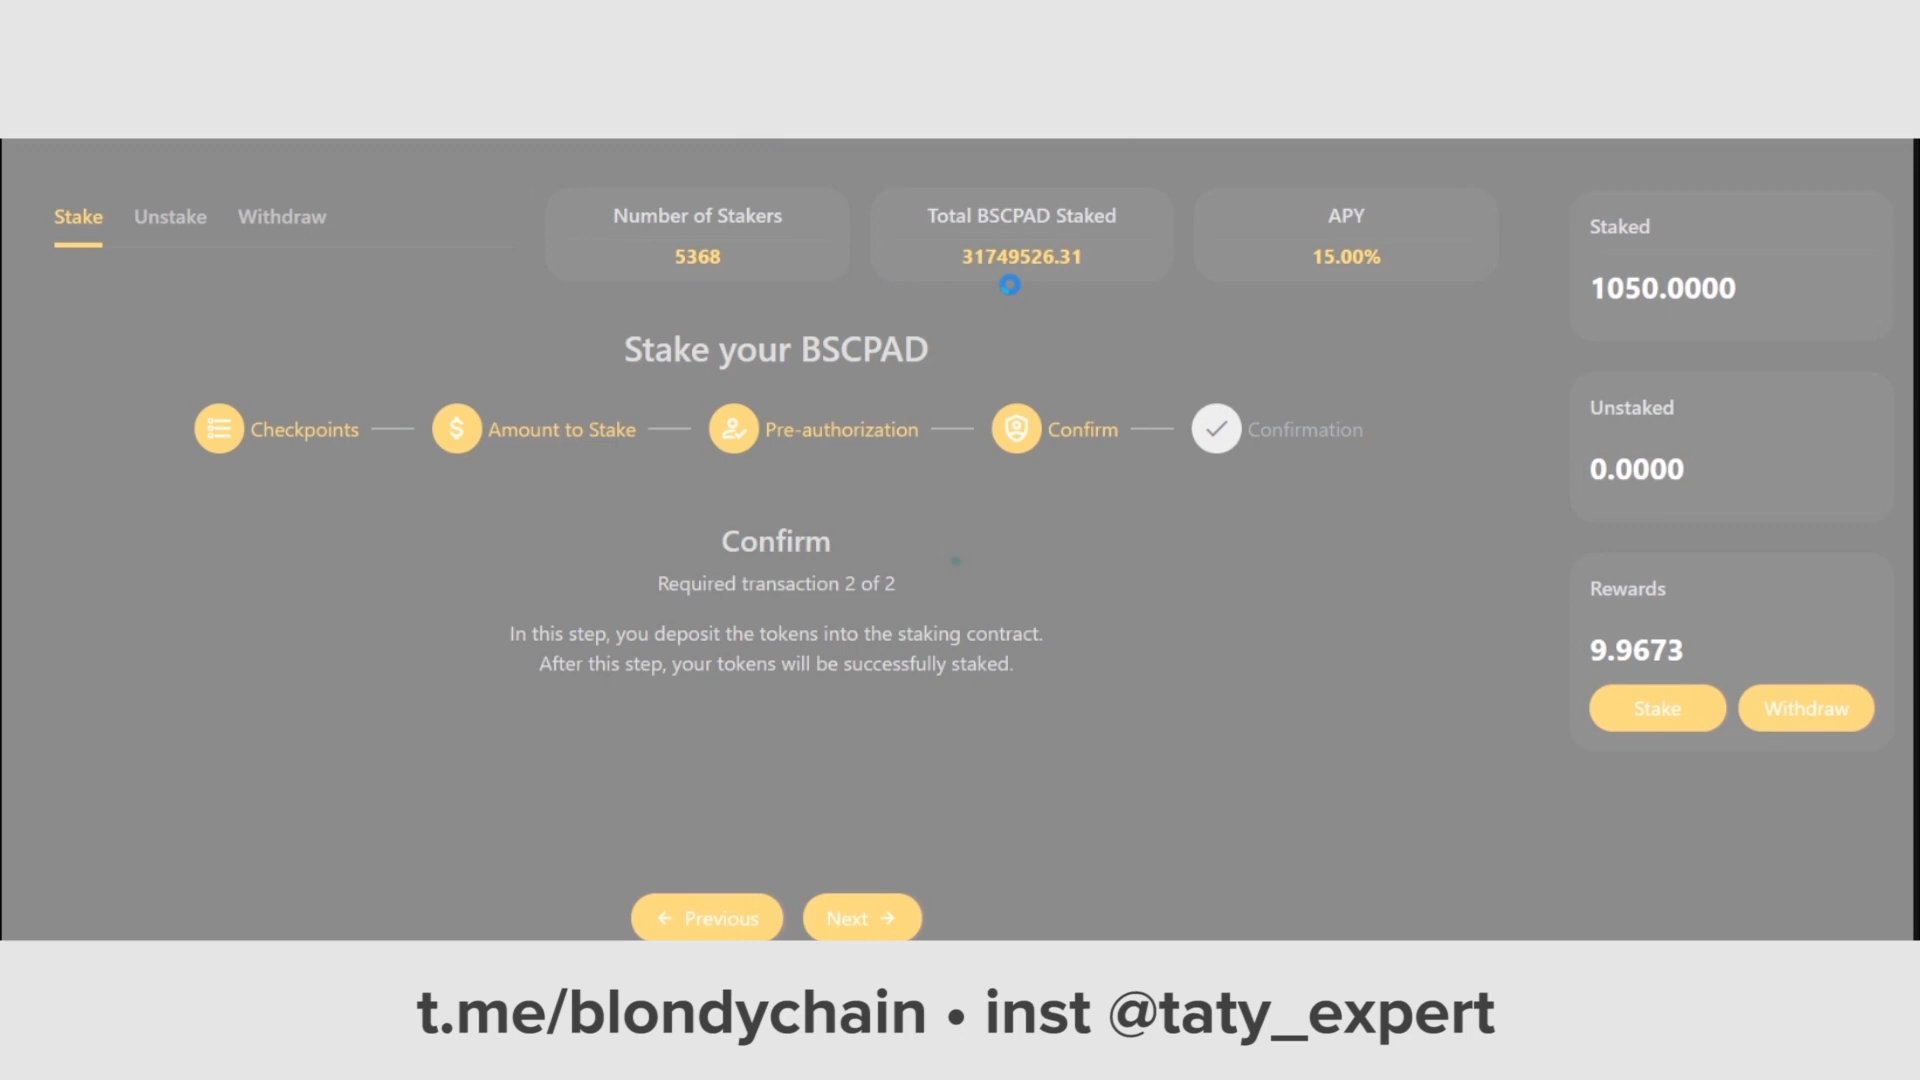 Stake Unstake Withdraw
Number of Stakers
5368
Total BSCPAD Staked
31749526.31
APY
15.00%
Stake your BSCPAD
Checkpoints
Amount to Stake
Pre-authorization
Confirm
Confirmation
Confirm
Required transaction 2 of 2
In this step, you deposit the tokens into the staking contract.
After this step, your tokens will be successfully staked.
Previous
Next
Staked
1050.0000
Unstaked
0.0000
Rewards
9.9673
Stake
Withdraw
t.me/blondychain • inst @taty_expert